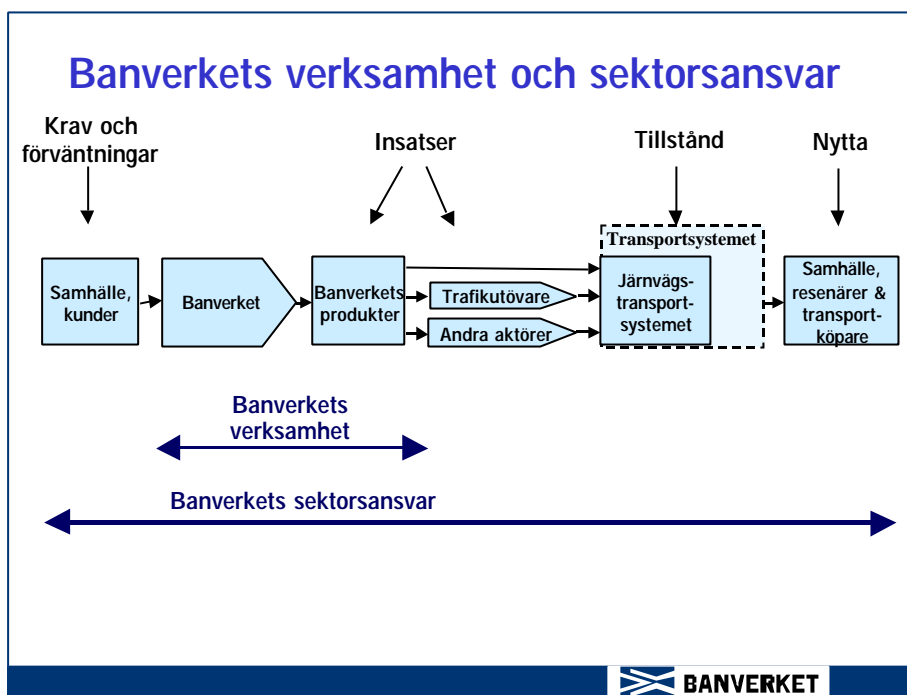 Banverkets verksamhet och sektorsansvar
Krav och
förväntningar
Insatser
Tillstånd
Nytta
Transportsystemet
Samhälle,
kunder
Banverket
Banverkets
produkter
Trafikutövare
Andra aktörer
Järnvägs-
transport-
systemet
Samhälle,
resenärer &
transport-
köpare
Banverkets
verksamhet
Banverkets sektorsansvar
BANVERKET